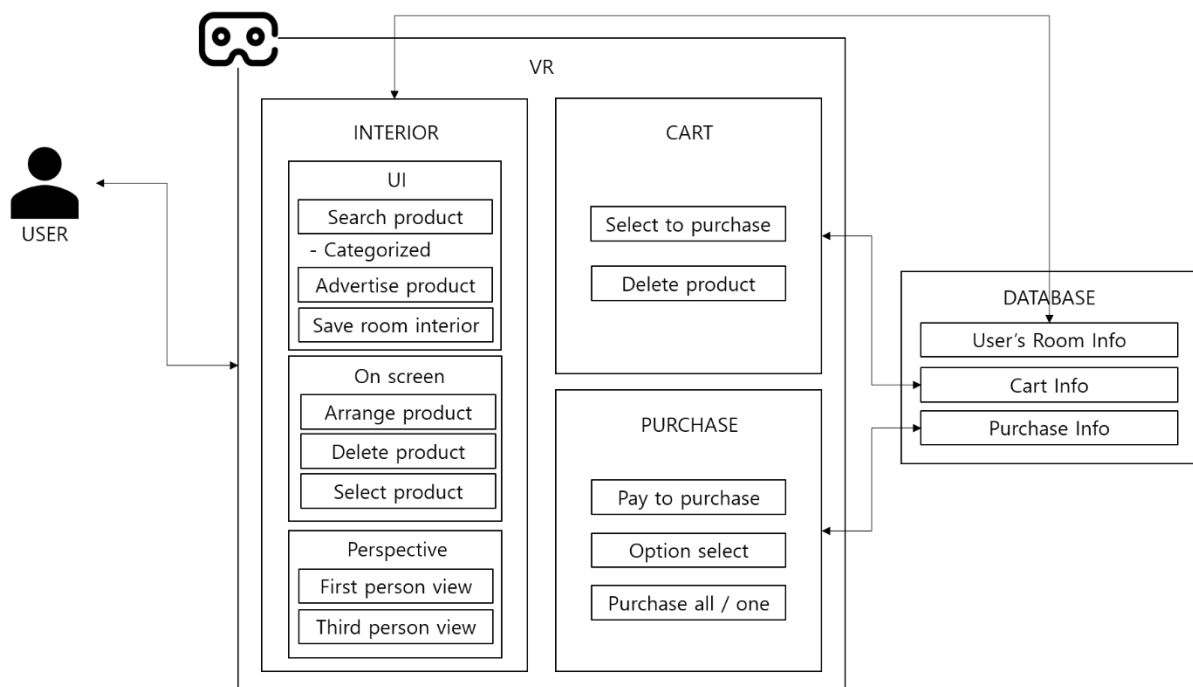 VR
USER
INTERIOR
UI
Search product
- Categorized
Advertise product
Save room interior
On screen
Arrange product
Delete product
Select product
Perspective
First person view
Third person view
CART
Select to purchase
Delete product
PURCHASE
Pay to purchase
Option select
Purchase all / one
DATABASE
User's Room Info
Cart Info
Purchase Info